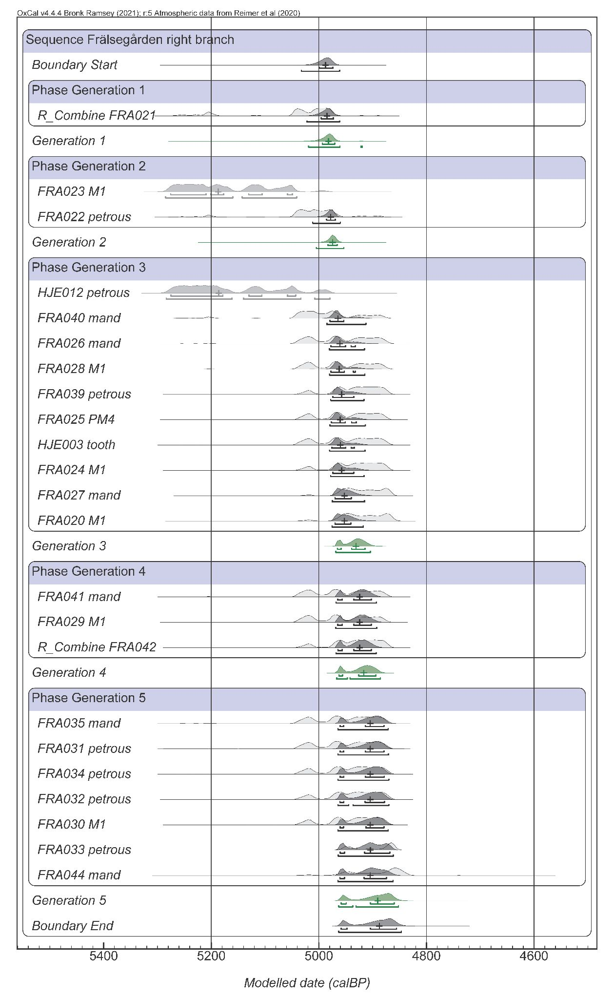 OxCal v4.4.4 Bronk Ramsey (2021); r:5 Atmospheric data from Reimer et al (2020)
Sequence Frälsegården right branch
Boundary Start
Phase Generation 1
R_Combine FRA021
Generation 1
Phase Generation 2
FRA023 M1
FRA022 petrous
Generation 2
Phase Generation 3
HJE012 petrous
FRA040 mand
FRA026 mand
FRA028 M1
FRA039 petrous
FRA025 PM4
HJE003 tooth
FRA024 M1
FRA027 mand
FRA020 M1
Generation 3
Phase Generation 4
FRA041 mand
FRA029 M1
R_Combine FRA042
Generation 4
Phase Generation 5
FRA035 mand
FRA031 petrous
FRA034 petrous
FRA032 petrous
FRA030 M1
FRA033 petrous
FRA044 mand
Generation 5
Boundary End
5400 5200 5000 4800 4600
Modelled date (calBP)